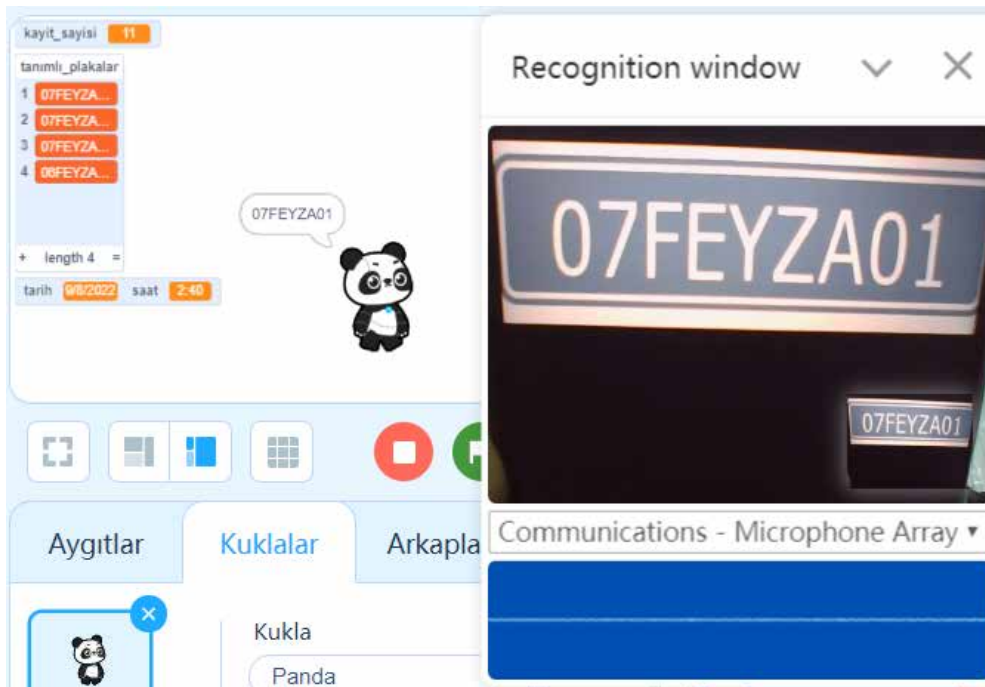 kayit_sayisi 11
tanımlı_plakalar
1 07FEYZA...
2 07FEYZA...
3 07FEYZA...
4 06FEYZA...
+ length 4 =
tarih 9/8/2022 saat 2:40
07FEYZA01
Recognition window
07FEYZA01
07FEYZA01
Communications - Microphone Array
Aygıtlar
Kuklalar
Arkapla
Kukla
Panda